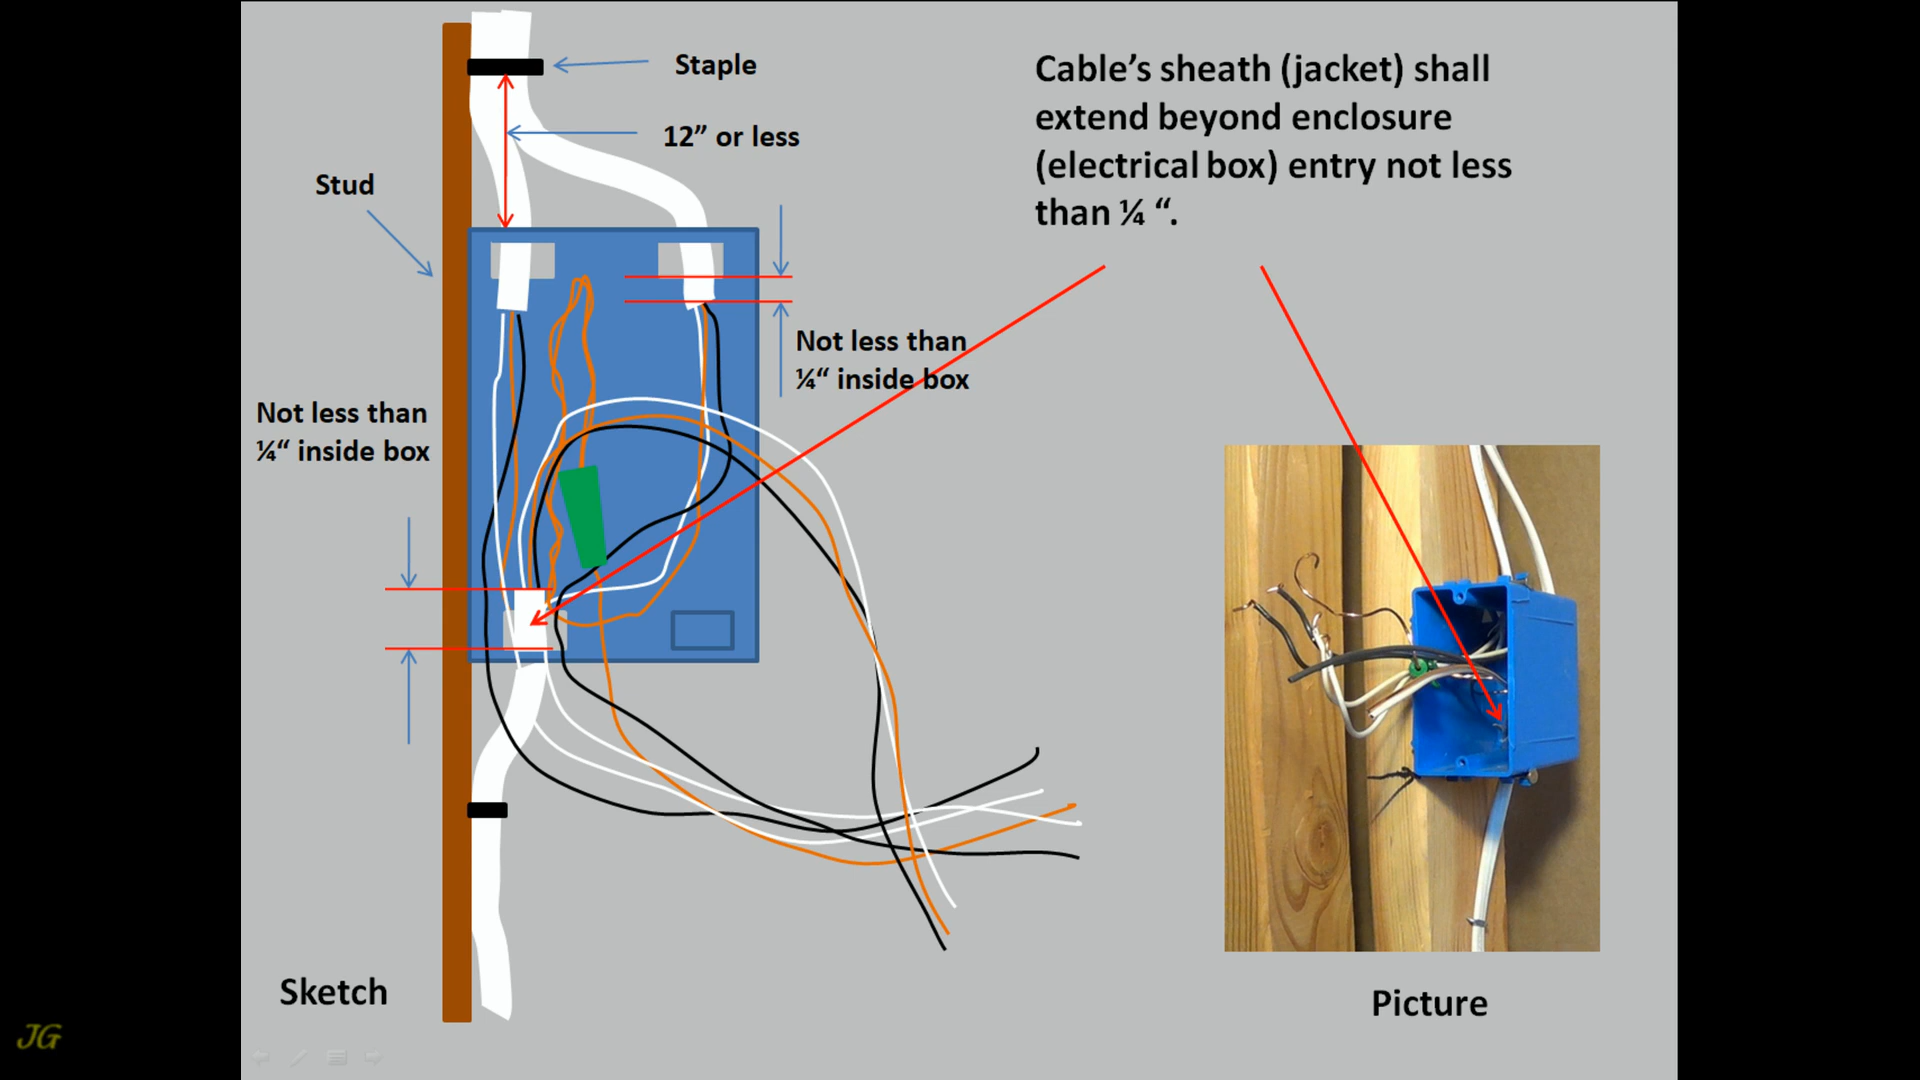 Staple
12” or less
Stud
Cable’s sheath (jacket) shall
extend beyond enclosure
(electrical box) entry not less
than ¼ “.
Not less than
¼“ inside box
Not less than
¼“ inside box
Sketch
Picture
JG